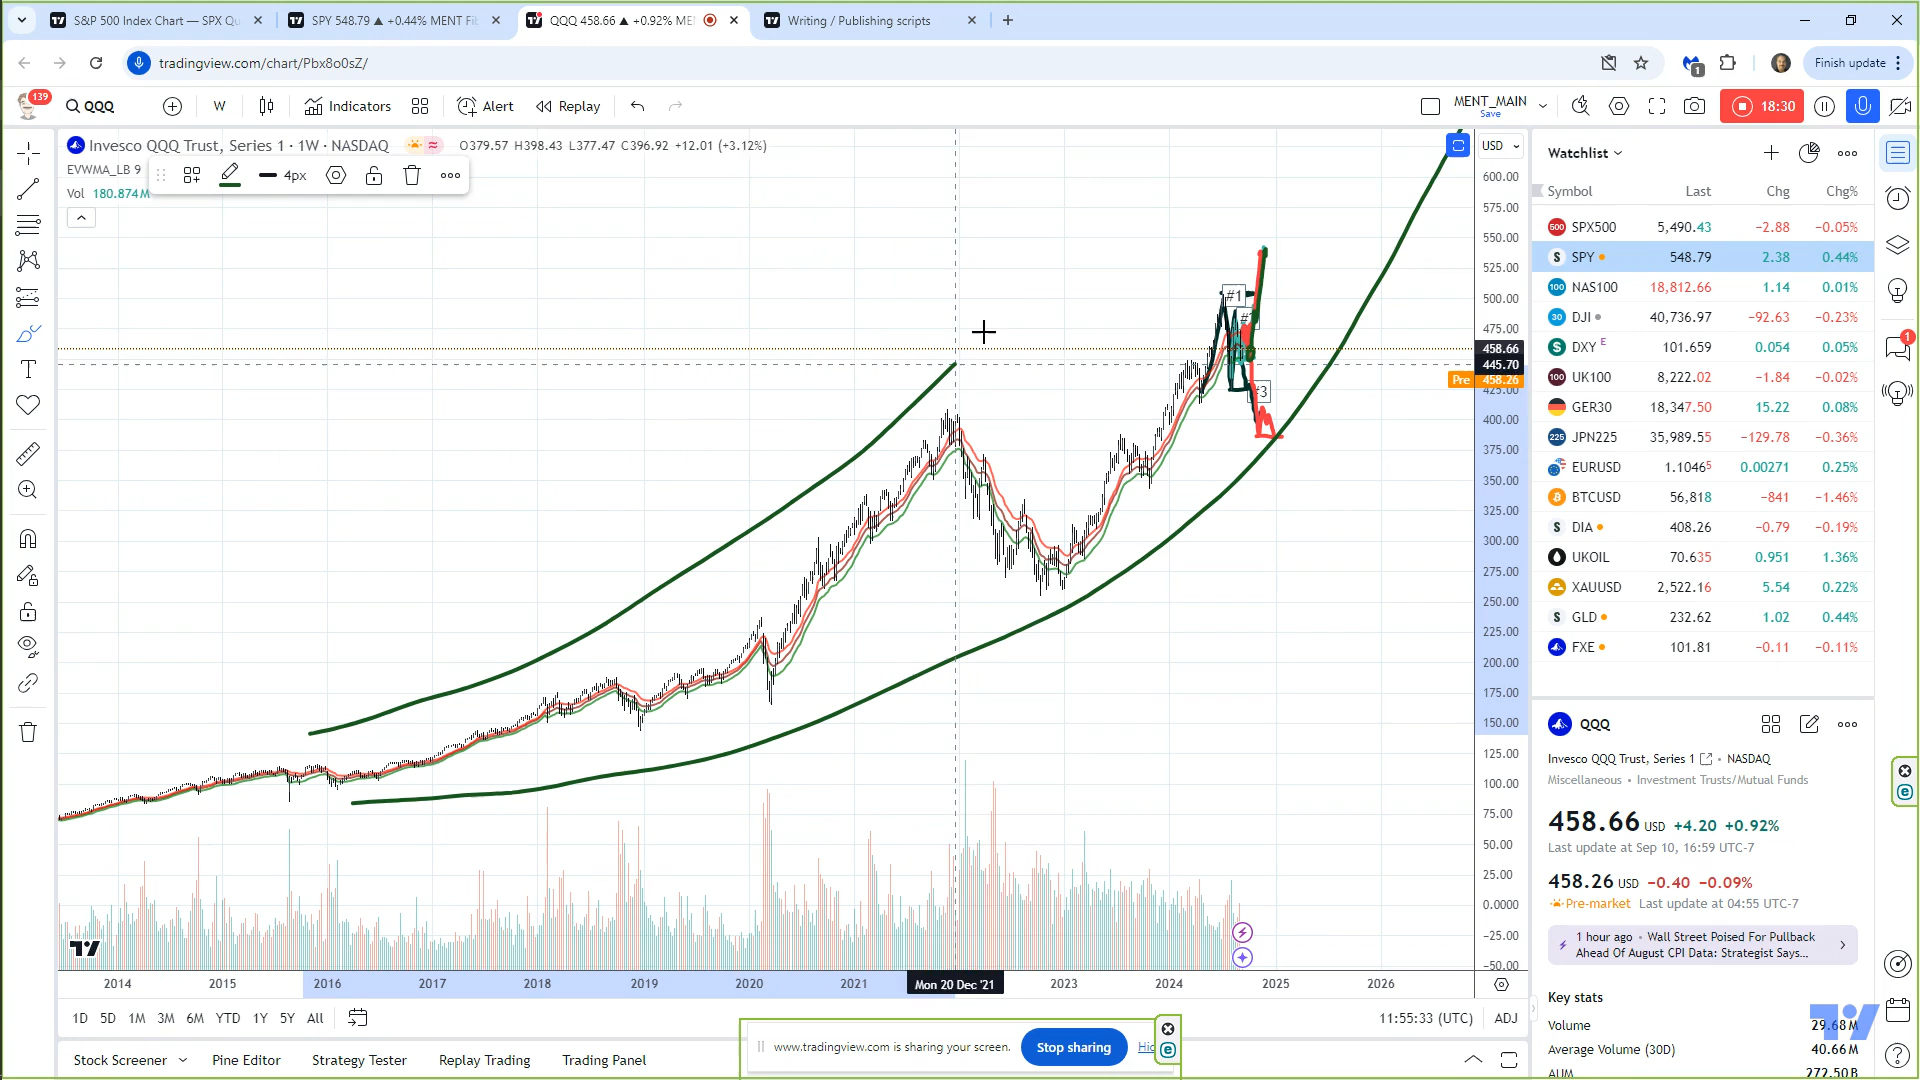 S&P 500 Index Chart — SPX Qu
SPY 548.79 ▲ +0.44% MENT Fib
QQQ 458.66 ▲ +0.92% MEN
Writing / Publishing scripts
tradingview.com/chart/Pbx8o0sZ/
1
Finish update
139
QQQ
W
Indicators
Alert
Replay
MENT_MAIN
Save
18:30
Invesco QQQ Trust, Series 1 · 1W · NASDAQ
O379.57 H398.43 L377.47 C396.92 +12.01 (+3.12%)
EVWMA_LB 9
4px
Vol 180.874M
USD
600.00
575.00
550.00
525.00
500.00
475.00
458.66
445.70
Pre 458.26
425.00
400.00
375.00
350.00
325.00
300.00
275.00
250.00
225.00
200.00
175.00
150.00
125.00
100.00
75.00
50.00
25.00
0.0000
−25.00
−50.00
#1
#3
2014
2015
2016
2017
2018
2019
2020
2021
Mon 20 Dec '21
2023
2024
2025
2026
1D 5D 1M 3M 6M YTD 1Y 5Y All
11:55:33 (UTC) ADJ
Stock Screener
Pine Editor
Strategy Tester
Replay Trading
Trading Panel
www.tradingview.com is sharing your screen.
Stop sharing
Watchlist
Symbol Last Chg Chg%
SPX500 5,490.43 −2.88 −0.05%
SPY 548.79 2.38 0.44%
NAS100 18,812.66 1.14 0.01%
DJI 40,736.97 −92.63 −0.23%
DXY E 101.659 0.054 0.05%
UK100 8,222.02 −1.84 −0.02%
GER30 18,347.50 15.22 0.08%
JPN225 35,989.55 −129.78 −0.36%
EURUSD 1.10465 0.00271 0.25%
BTCUSD 56,818 −841 −1.46%
DIA 408.26 −0.79 −0.19%
UKOIL 70.635 0.951 1.36%
XAUUSD 2,522.16 5.54 0.22%
GLD 232.62 1.02 0.44%
FXE 101.81 −0.11 −0.11%
QQQ
Invesco QQQ Trust, Series 1 • NASDAQ
Miscellaneous • Investment Trusts/Mutual Funds
458.66 USD +4.20 +0.92%
Last update at Sep 10, 16:59 UTC-7
458.26 USD −0.40 −0.09%
Pre-market Last update at 04:55 UTC-7
1 hour ago • Wall Street Poised For Pullback
Ahead Of August CPI Data: Strategist Says...
Key stats
Volume 29.68M
Average Volume (30D) 40.66M
AUM 272.50B
1